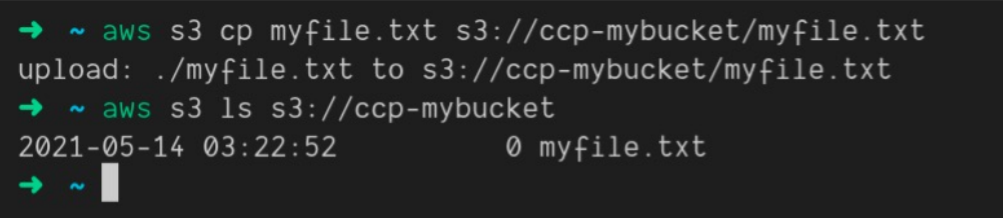 ➜ ~ aws s3 cp myfile.txt s3://ccp-mybucket/myfile.txt
upload: ./myfile.txt to s3://ccp-mybucket/myfile.txt
➜ ~ aws s3 ls s3://ccp-mybucket
2021-05-14 03:22:52          0 myfile.txt
➜ ~